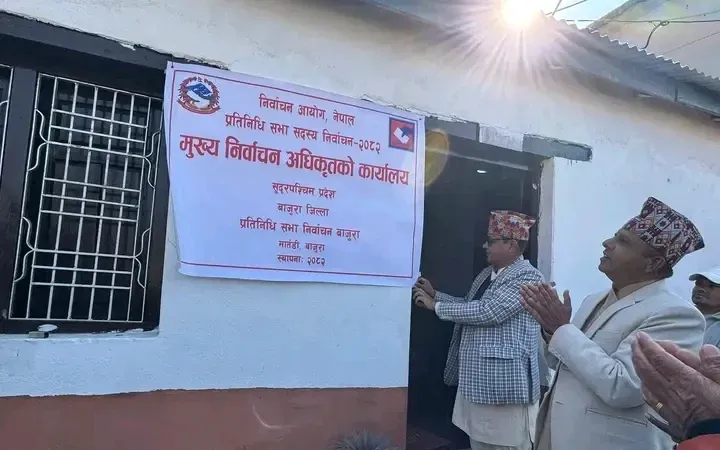 निर्वाचन आयोग, नेपाल
प्रतिनिधि सभा सदस्य निर्वाचन-२०८२
मुख्य निर्वाचन अधिकृतको कार्यालय
सुदूरपश्चिम प्रदेश
बाजुरा जिल्ला
प्रतिनिधि सभा निर्वाचन बाजुरा
मार्तडी, बाजुरा
स्थापनाः २०८२